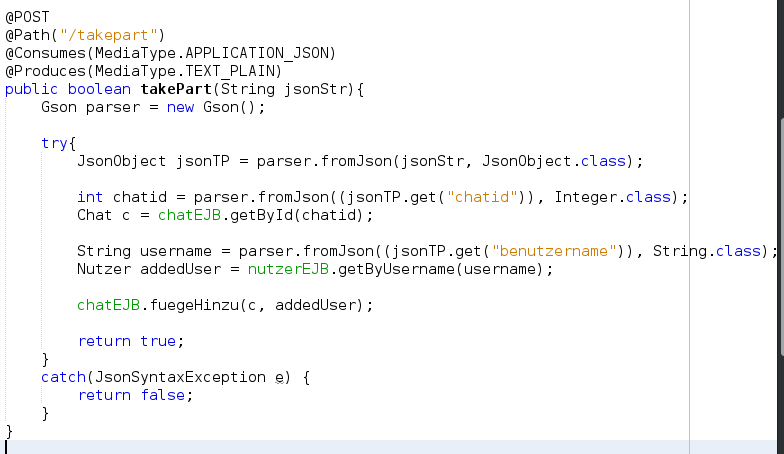 @POST
@Path("/takepart")
@Consumes(MediaType.APPLICATION_JSON)
@Produces(MediaType.TEXT_PLAIN)
public boolean takePart(String jsonStr){
    Gson parser = new Gson();

    try{
        JsonObject jsonTP = parser.fromJson(jsonStr, JsonObject.class);

        int chatid = parser.fromJson((jsonTP.get("chatid")), Integer.class);
        Chat c = chatEJB.getById(chatid);

        String username = parser.fromJson((jsonTP.get("benutzername")), String.class);
        Nutzer addedUser = nutzerEJB.getByUsername(username);

        chatEJB.fuegeHinzu(c, addedUser);

        return true;
    }
    catch(JsonSyntaxException e) {
        return false;
    }
}